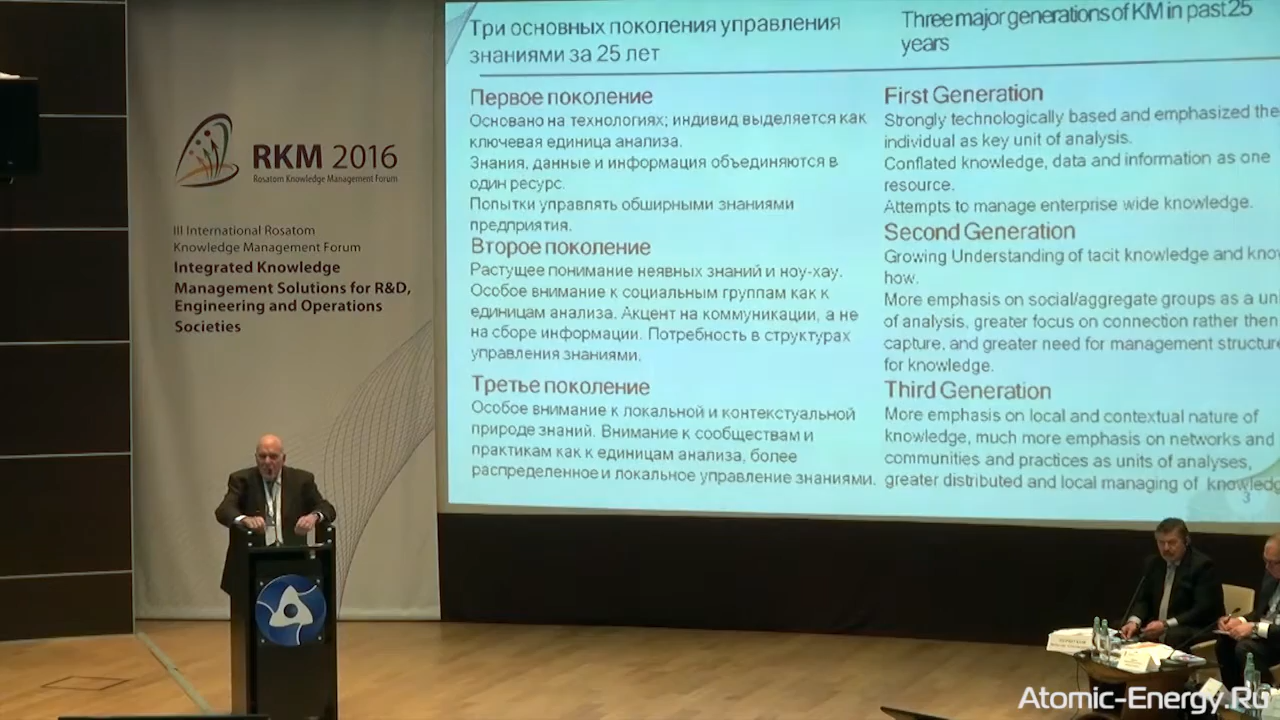 RKM 2016
Rosatom Knowledge Management Forum
III International Rosatom
Knowledge Management Forum
Integrated Knowledge
Management Solutions for R&D,
Engineering and Operations
Societies
Три основных поколения управления
знаниями за 25 лет
Первое поколение
Основано на технологиях; индивид выделяется как
ключевая единица анализа.
Знания, данные и информация объединяются в
один ресурс.
Попытки управлять обширными знаниями
предприятия.
Второе поколение
Растущее понимание неявных знаний и ноу-хау.
Особое внимание к социальным группам как к
единицам анализа. Акцент на коммуникации, а не
на сборе информации. Потребность в структурах
управления знаниями.
Третье поколение
Особое внимание к локальной и контекстуальной
природе знаний. Внимание к сообществам и
практикам как к единицам анализа, более
распределенное и локальное управление знаниями.
Three major generations of KM in past 25
years
First Generation
Strongly technologically based and emphasized the
individual as key unit of analysis.
Conflated knowledge, data and information as one
resource.
Attempts to manage enterprise wide knowledge.
Second Generation
Growing Understanding of tacit knowledge and know
how.
More emphasis on social/aggregate groups as a un
of analysis, greater focus on connection rather then
capture, and greater need for management structure
for knowledge.
Third Generation
More emphasis on local and contextual nature of
knowledge, much more emphasis on networks and
communities and practices as units of analyses,
greater distributed and local managing of knowledg
3
Atomic-Energy.Ru